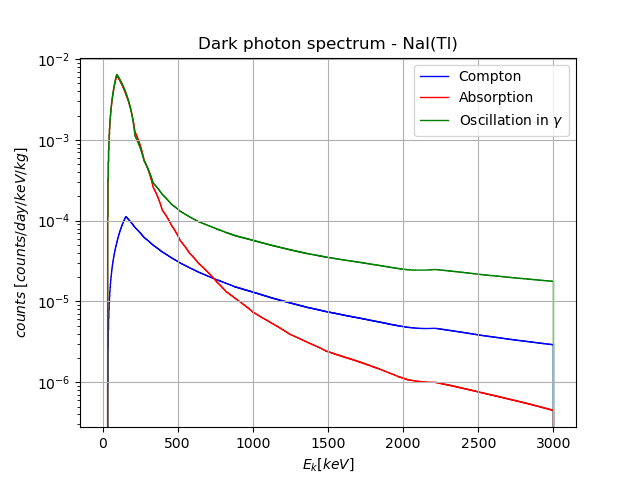 Dark photon spectrum - NaI(Tl)
Compton
Absorption
Oscillation in γ
counts [counts/day/keV/kg]
10⁻²
10⁻³
10⁻⁴
10⁻⁵
10⁻⁶
0 500 1000 1500 2000 2500 3000
E_k[keV]